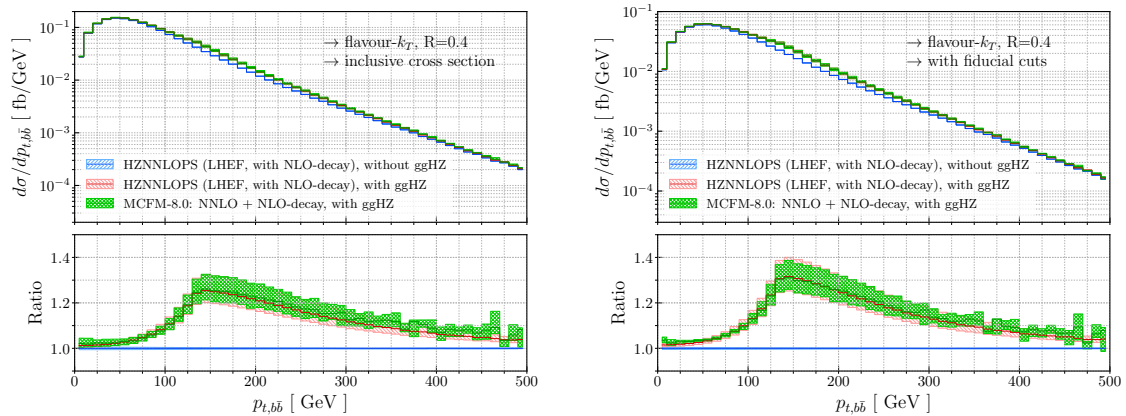 10⁻¹
10⁻²
10⁻³
10⁻⁴
dσ/dp_{t,bb̄} [ fb/GeV ]
→ flavour-k_T, R=0.4
→ inclusive cross section
HZNNLOPS (LHEF, with NLO-decay), without ggHZ
HZNNLOPS (LHEF, with NLO-decay), with ggHZ
MCFM-8.0: NNLO + NLO-decay, with ggHZ
1.4
1.2
1.0
Ratio
0 100 200 300 400 500
p_{t,bb̄} [ GeV ]
10⁻¹
10⁻²
10⁻³
10⁻⁴
dσ/dp_{t,bb̄} [ fb/GeV ]
→ flavour-k_T, R=0.4
→ with fiducial cuts
HZNNLOPS (LHEF, with NLO-decay), without ggHZ
HZNNLOPS (LHEF, with NLO-decay), with ggHZ
MCFM-8.0: NNLO + NLO-decay, with ggHZ
1.4
1.2
1.0
Ratio
0 100 200 300 400 500
p_{t,bb̄} [ GeV ]